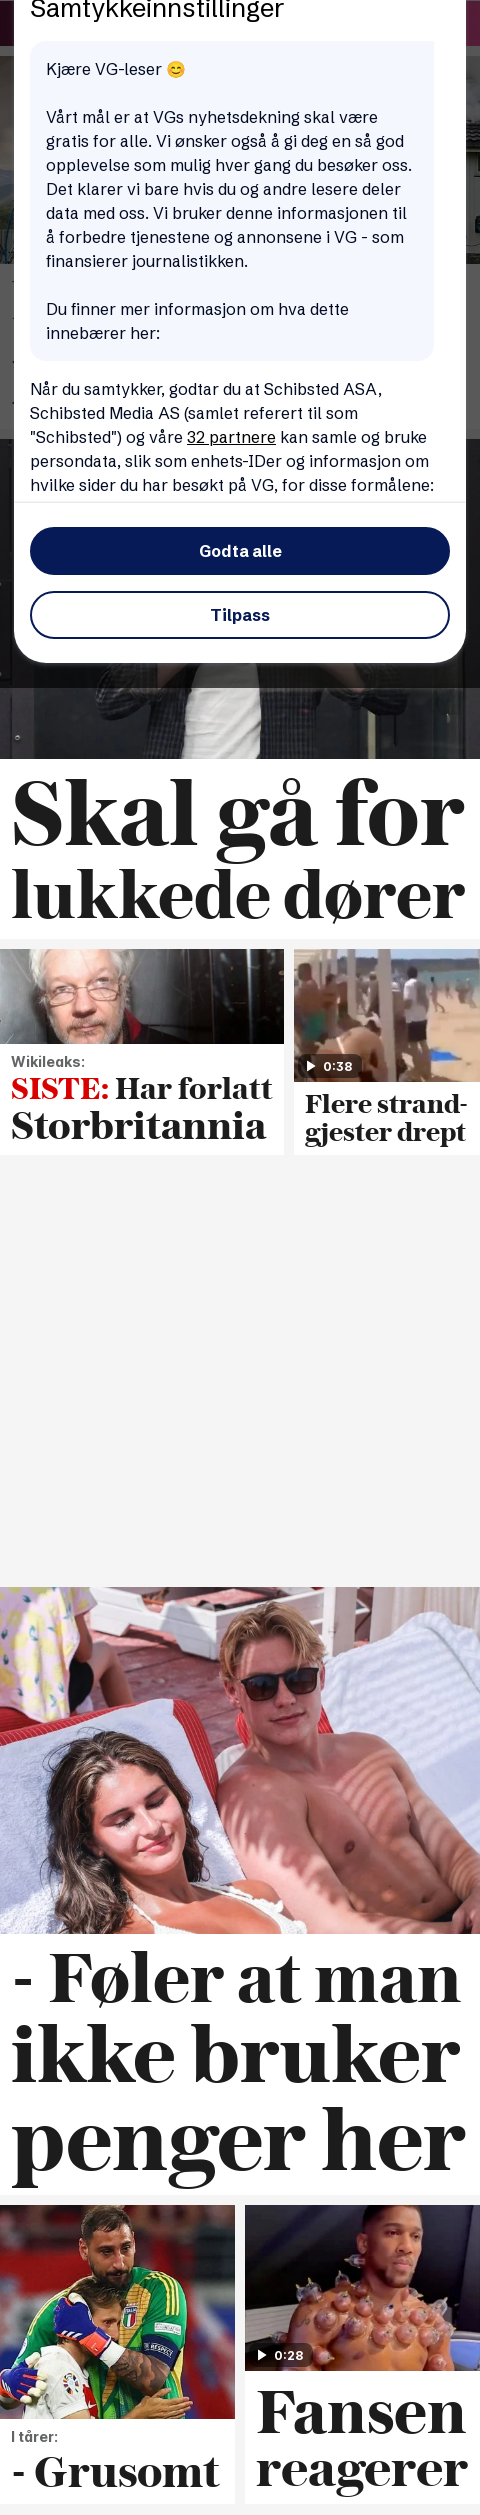 Samtykkeinnstillinger
Kjære VG-leser 😊
Vårt mål er at VGs nyhetsdekning skal være
gratis for alle. Vi ønsker også å gi deg en så god
opplevelse som mulig hver gang du besøker oss.
Det klarer vi bare hvis du og andre lesere deler
data med oss. Vi bruker denne informasjonen til
å forbedre tjenestene og annonsene i VG - som
finansierer journalistikken.
Du finner mer informasjon om hva dette
innebærer her:
Når du samtykker, godtar du at Schibsted ASA,
Schibsted Media AS (samlet referert til som
"Schibsted") og våre 32 partnere kan samle og bruke
persondata, slik som enhets-IDer og informasjon om
hvilke sider du har besøkt på VG, for disse formålene:
Godta alle
Tilpass
Skal gå for
lukkede dører
Wikileaks:
SISTE: Har forlatt
Storbritannia
0:38
Flere strand-
gjester drept
- Føler at man
ikke bruker
penger her
RESPECT
I tårer:
- Grusomt
0:28
Fansen
reagerer